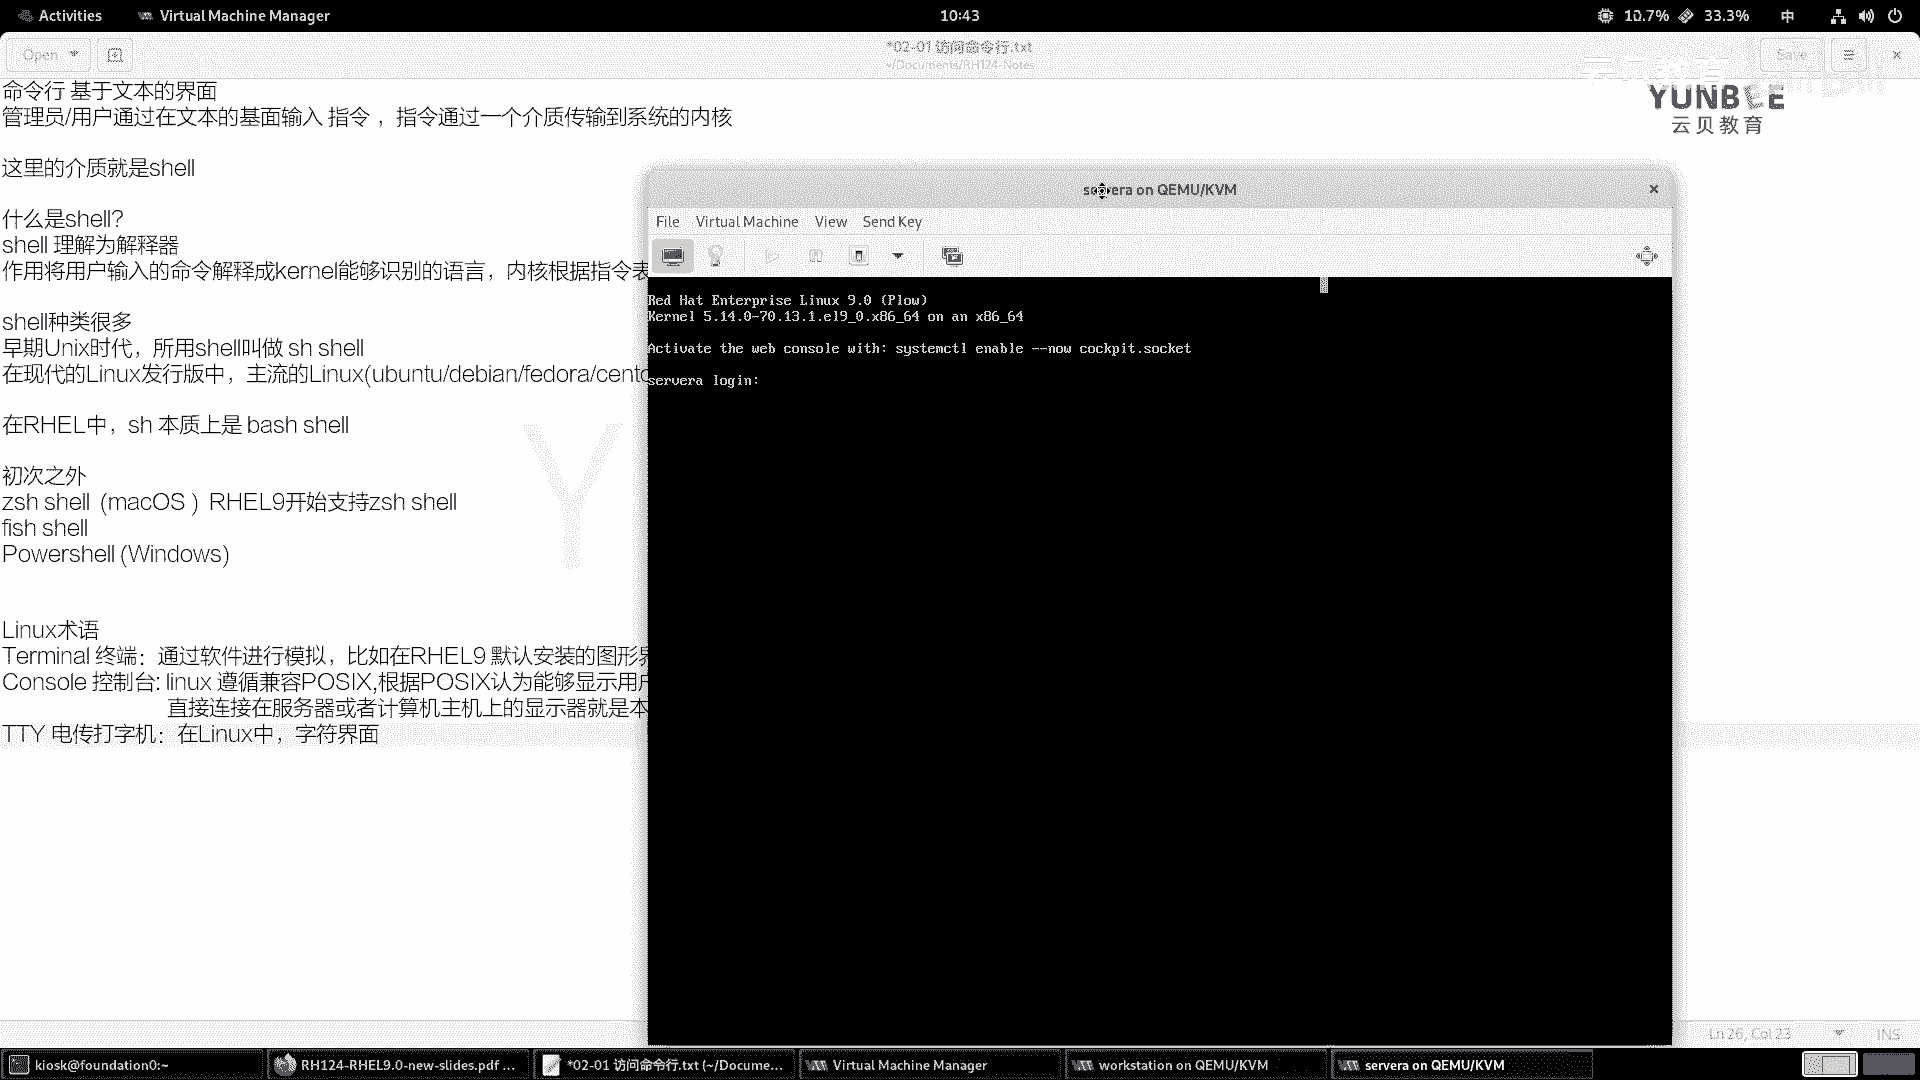 Activities
Virtual Machine Manager
10:43
10.7%
33.3%
中
Open
*02-01 访问命令行.txt
~/Documents/RH124-Notes
Save
YUNBEE
云贝教育
命令行 基于文本的界面
管理员/用户通过在文本的基面输入 指令 ，指令通过一个介质传输到系统的内核
这里的介质就是shell
什么是shell?
shell 理解为解释器
作用将用户输入的命令解释成kernel能够识别的语言，内核根据指令表
shell种类很多
早期Unix时代，所用shell叫做 sh shell
在现代的Linux发行版中，主流的Linux(ubuntu/debian/fedora/cento
在RHEL中，sh 本质上是 bash shell
初次之外
zsh shell (macOS ) RHEL9开始支持zsh shell
fish shell
Powershell (Windows)
Linux术语
Terminal 终端：通过软件进行模拟，比如在RHEL9 默认安装的图形界
Console 控制台: linux 遵循兼容POSIX,根据POSIX认为能够显示用户
直接连接在服务器或者计算机主机上的显示器就是本
TTY 电传打字机：在Linux中，字符界面
servera on QEMU/KVM
File Virtual Machine View Send Key
Red Hat Enterprise Linux 9.0 (Plow)
Kernel 5.14.0-70.13.1.el9_0.x86_64 on an x86_64
Activate the web console with: systemctl enable --now cockpit.socket
servera login:
Ln 26, Col 23
INS
kiosk@foundation0:~
RH124-RHEL9.0-new-slides.pdf ...
*02-01 访问命令行.txt (~/Docume...
Virtual Machine Manager
workstation on QEMU/KVM
servera on QEMU/KVM